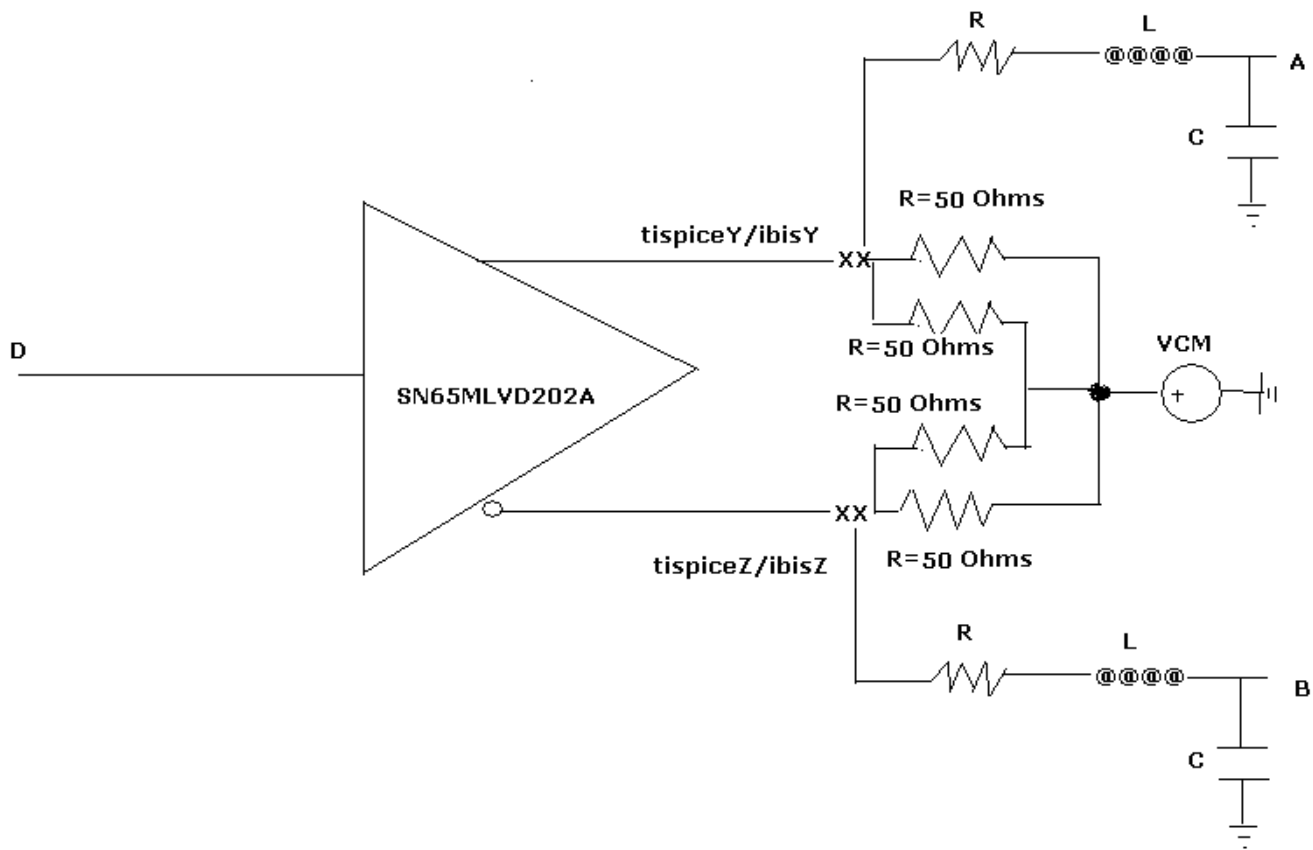 R
L
A
C
R=50 Ohms
tispiceY/ibisY
XX
R=50 Ohms
VCM
D
SN65MLVD202A
+
R=50 Ohms
XX
R=50 Ohms
tispiceZ/ibisZ
R
L
@@@@
@@@@
B
C